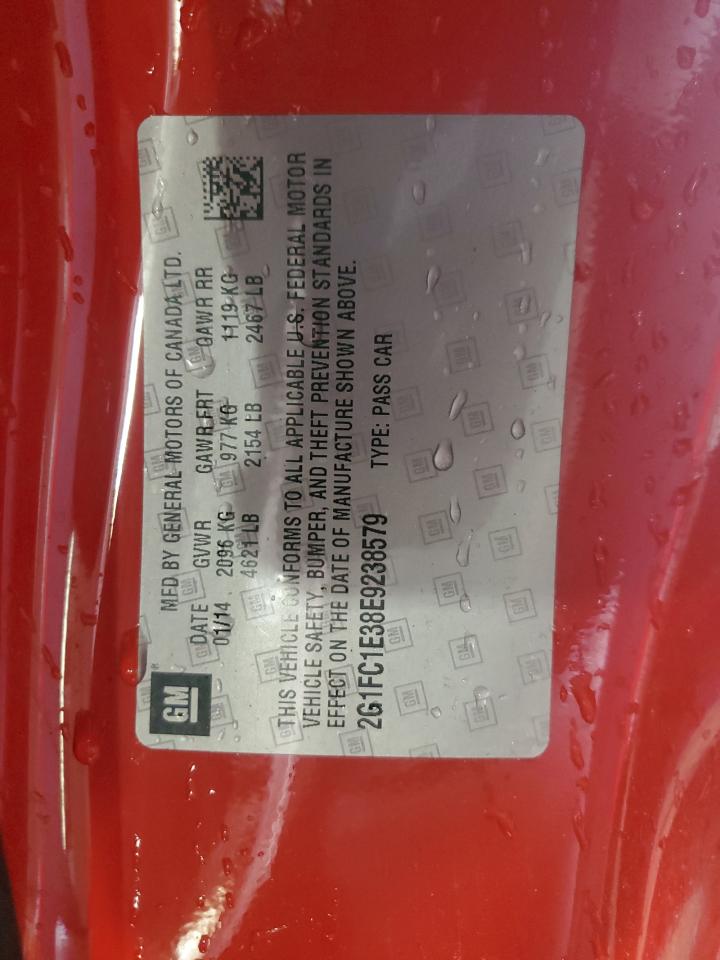 GM
MFD BY GENERAL MOTORS OF CANADA LTD.
DATE GVWR GAWR FRT GAWR RR
01/14 2096 KG 977 KG 1119 KG
4621 LB 2154 LB 2467 LB
THIS VEHICLE CONFORMS TO ALL APPLICABLE U.S. FEDERAL MOTOR
VEHICLE SAFETY, BUMPER, AND THEFT PREVENTION STANDARDS IN
EFFECT ON THE DATE OF MANUFACTURE SHOWN ABOVE.
2G1FC1E38E9238579 TYPE: PASS CAR